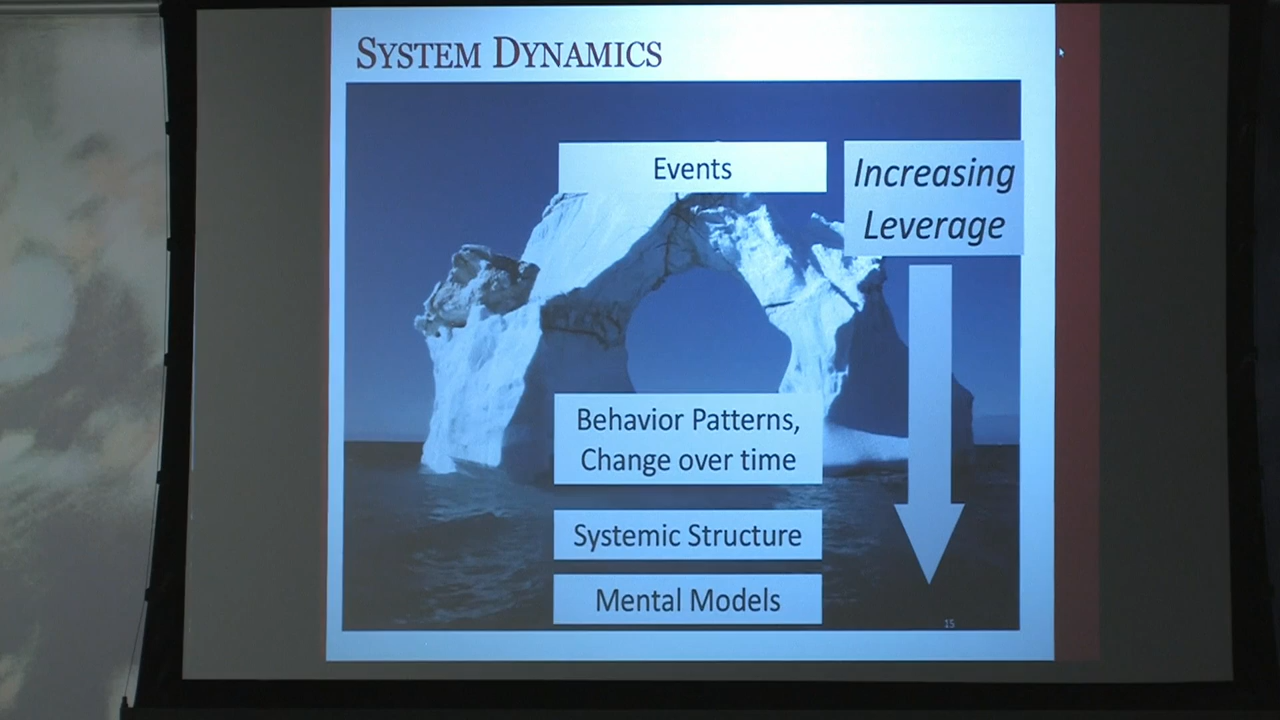 SYSTEM DYNAMICS
Events
Increasing
Leverage
Behavior Patterns,
Change over time
Systemic Structure
Mental Models
15